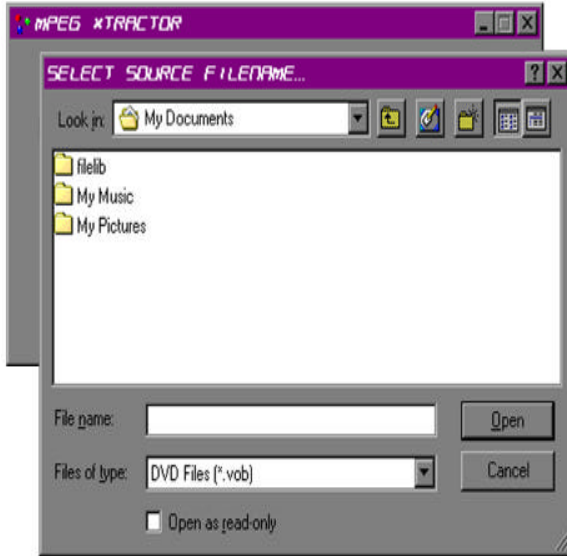 mPEG XTRACTOR
SELECT SOURCE FILENAME...
Look in: My Documents
filelib
My Music
My Pictures
File name: Open
Files of type: DVD Files (*.vob) Cancel
Open as read-only